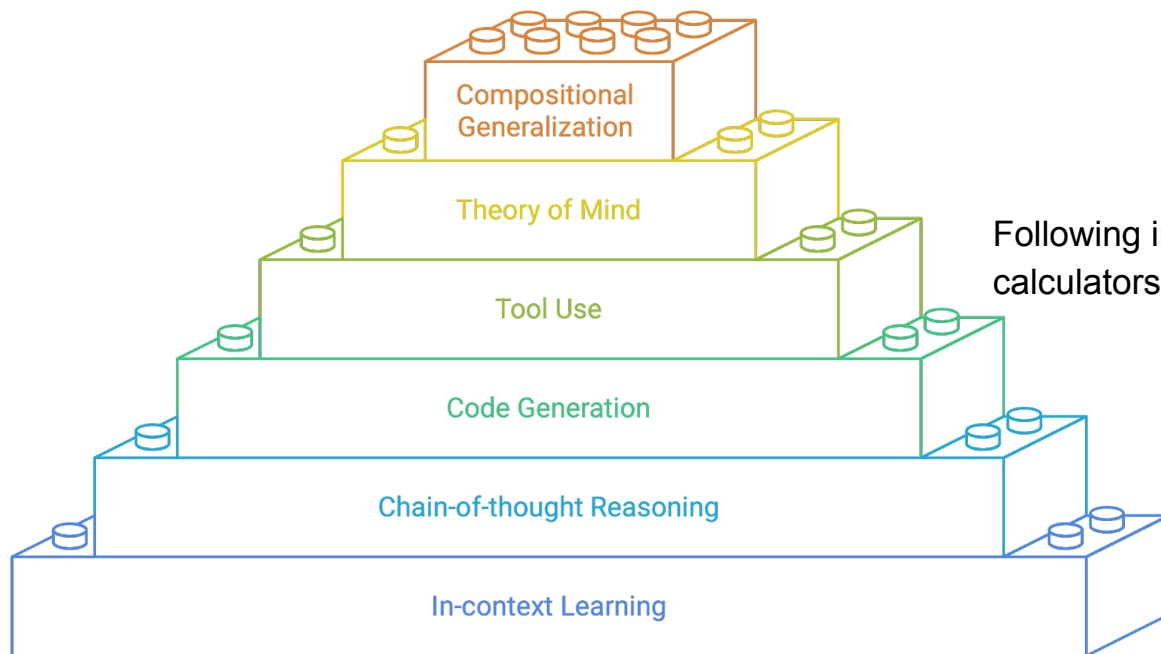 Compositional
Generalization
Theory of Mind
Following i
calculators
Tool Use
Code Generation
Chain-of-thought Reasoning
In-context Learning